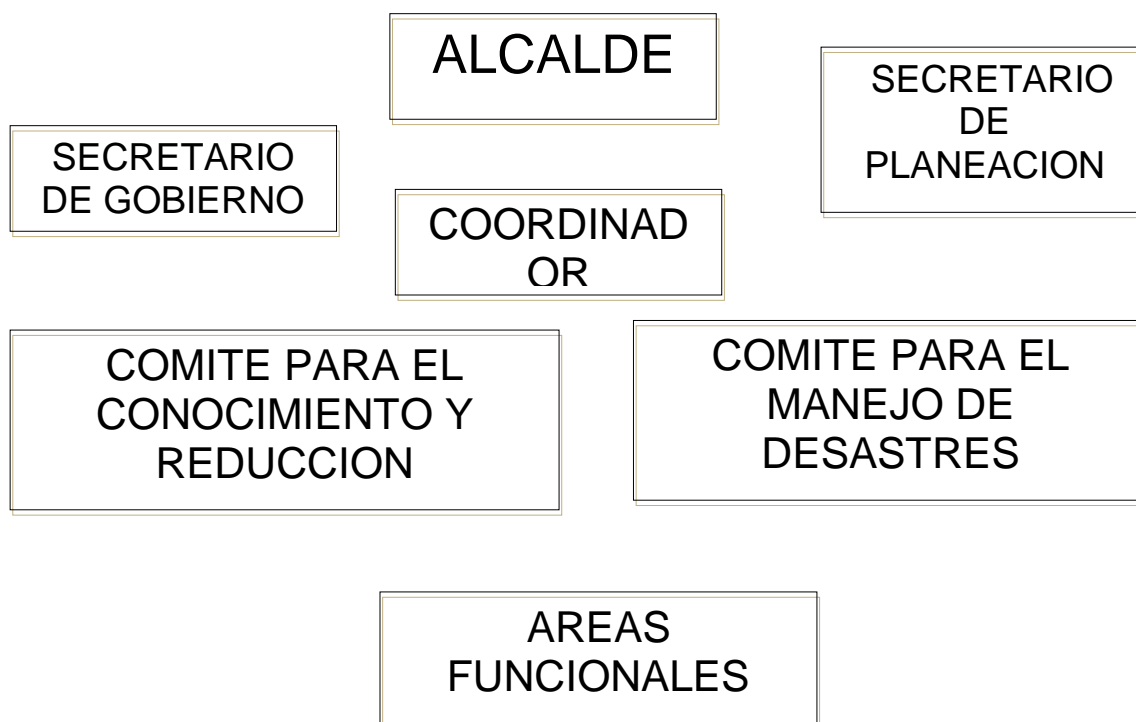 ALCALDE
SECRETARIO
DE
PLANEACION
SECRETARIO
DE GOBIERNO
COORDINAD
OR
COMITE PARA EL
CONOCIMIENTO Y
REDUCCION
COMITE PARA EL
MANEJO DE
DESASTRES
AREAS
FUNCIONALES